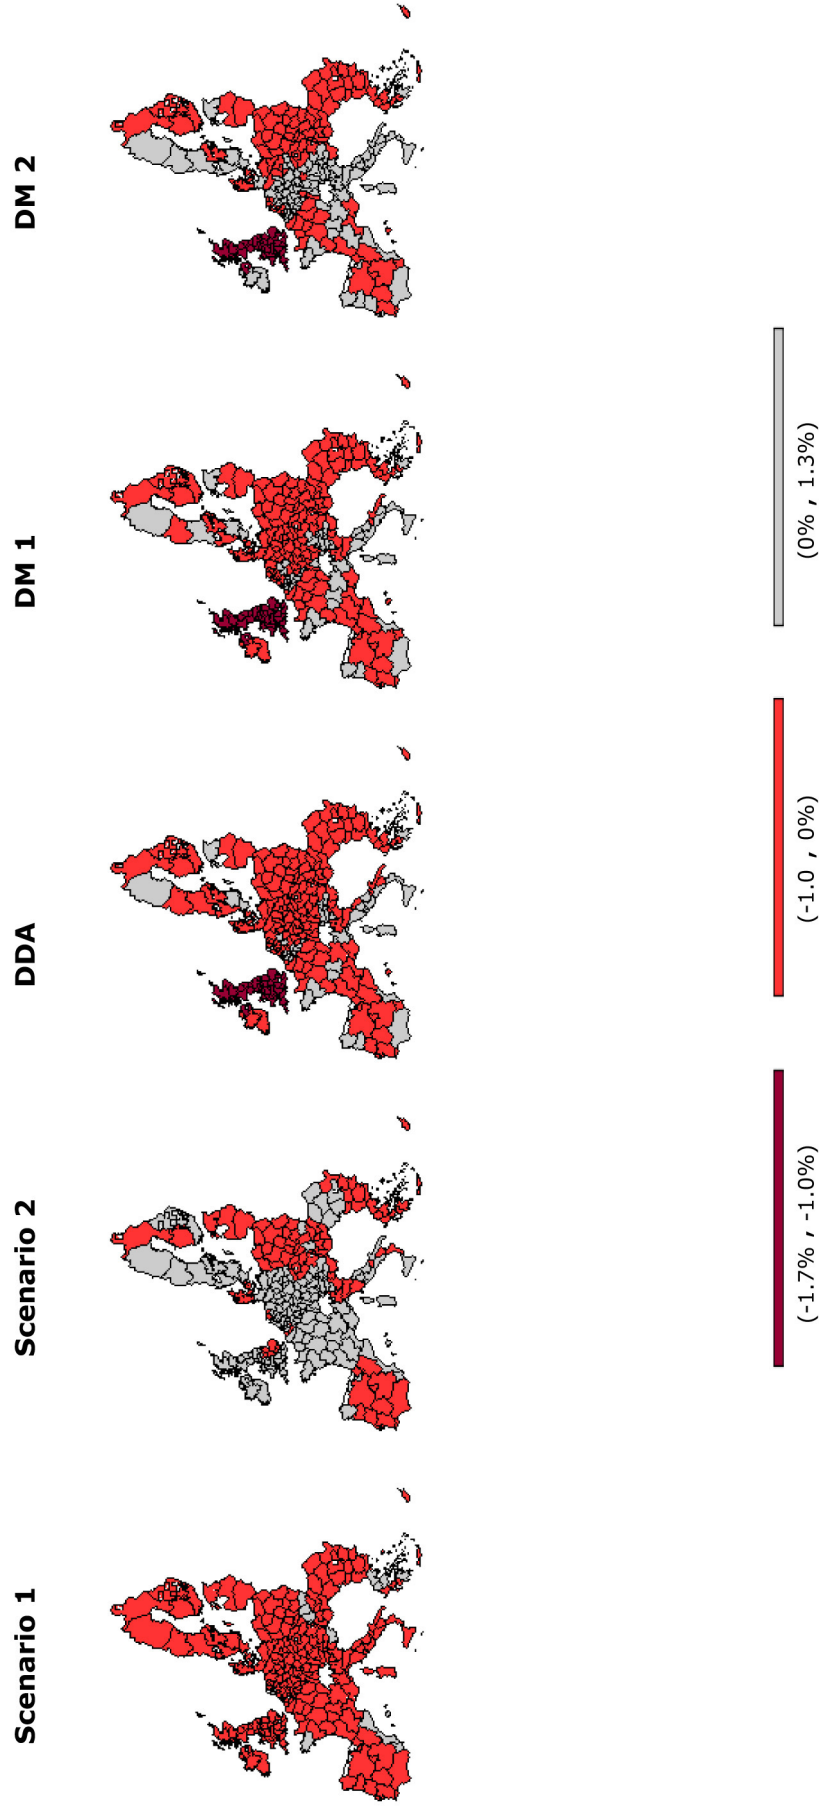 Scenario 1
Scenario 2
DDA
DM 1
DM 2
(-1.7% , -1.0%)
(-1.0 , 0%)
(0% , 1.3%)